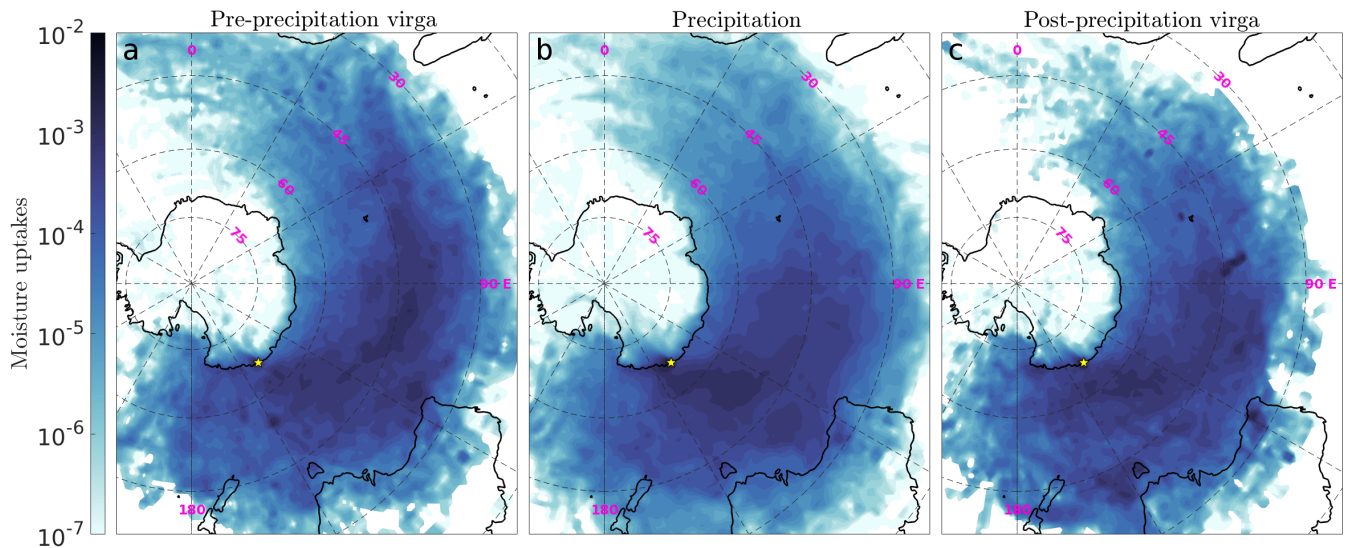 Pre-precipitation virga
Precipitation
Post-precipitation virga
Moisture uptakes
10^-2
10^-3
10^-4
10^-5
10^-6
10^-7
a
0
30
45
60
75
90 E
180
b
0
30
45
60
75
90 E
180
c
0
30
45
60
75
90 E
180